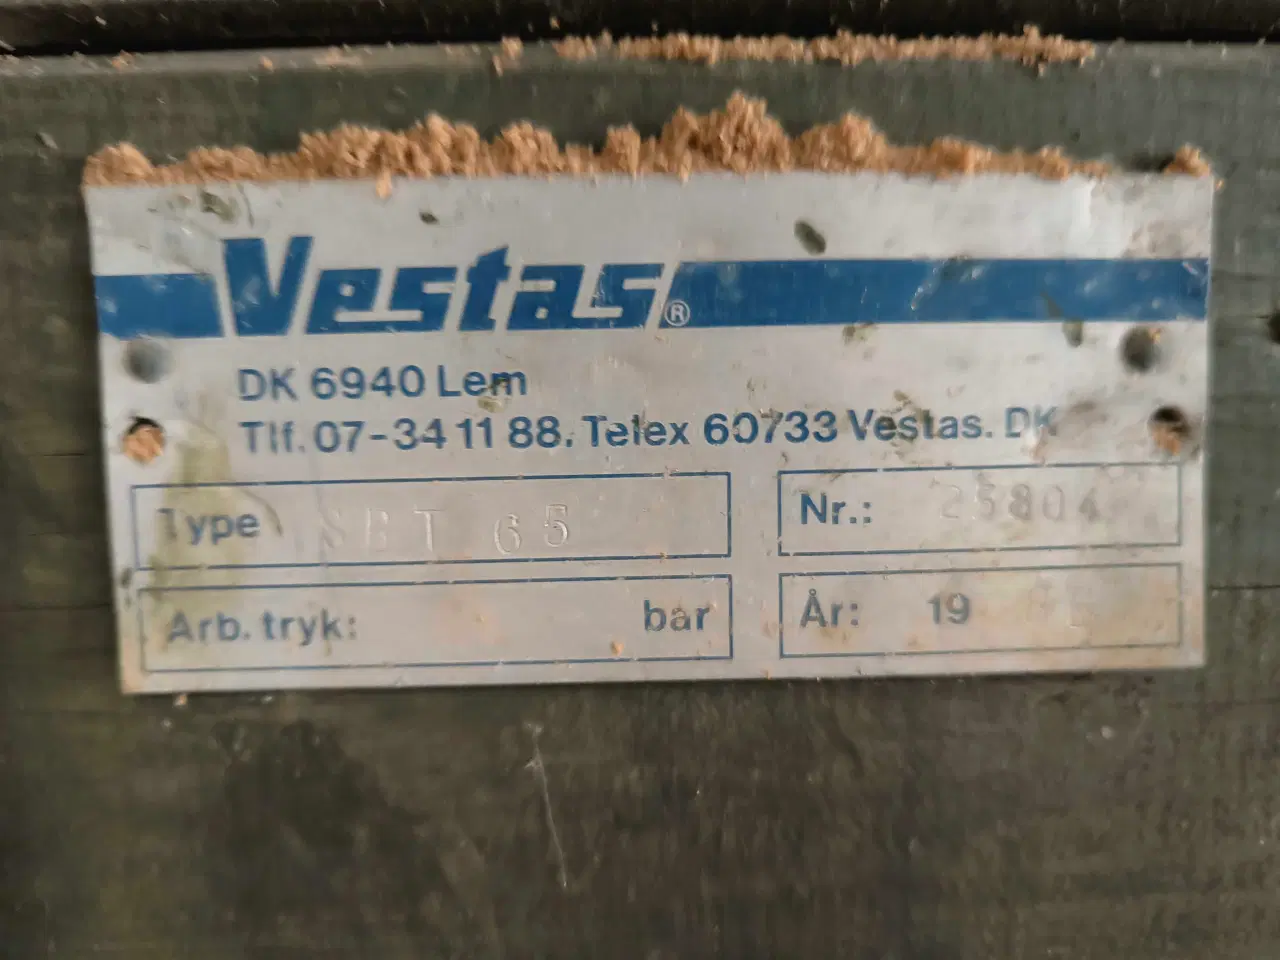 Vestas®
DK 6940 Lem
Tlf. 07-34 11 88. Telex 60733 Vestas. DK
Type SBT 65
Nr.: 25804
Arb. tryk: bar
År: 19